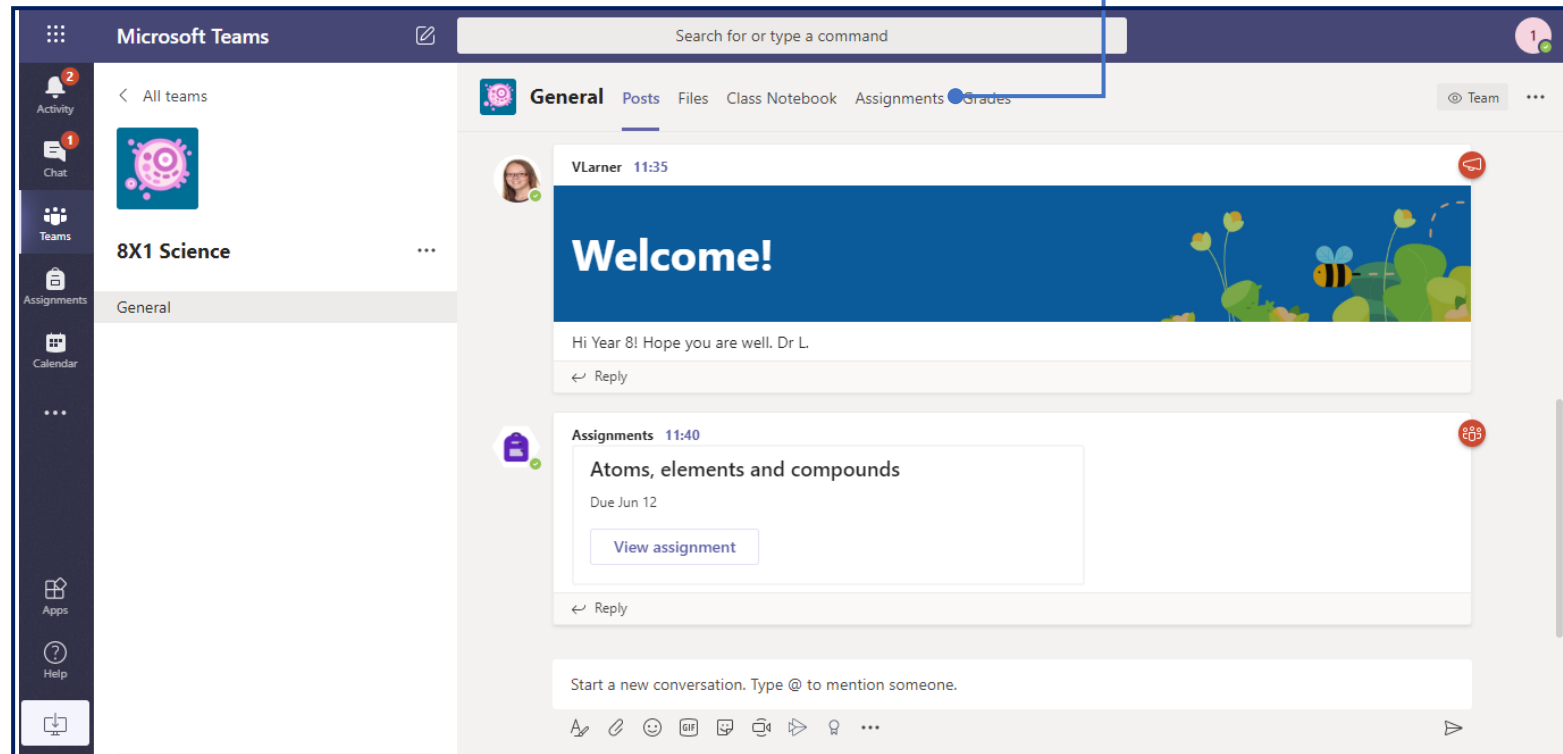 Microsoft Teams
Search for or type a command
1
2
Activity
1
Chat
Teams
Assignments
Calendar
Apps
Help
All teams
8X1 Science
General
General Posts Files Class Notebook Assignments Grades
Team
VLarner 11:35
Welcome!
Hi Year 8! Hope you are well. Dr L.
Reply
Assignments 11:40
Atoms, elements and compounds
Due Jun 12
View assignment
Reply
Start a new conversation. Type @ to mention someone.
GIF